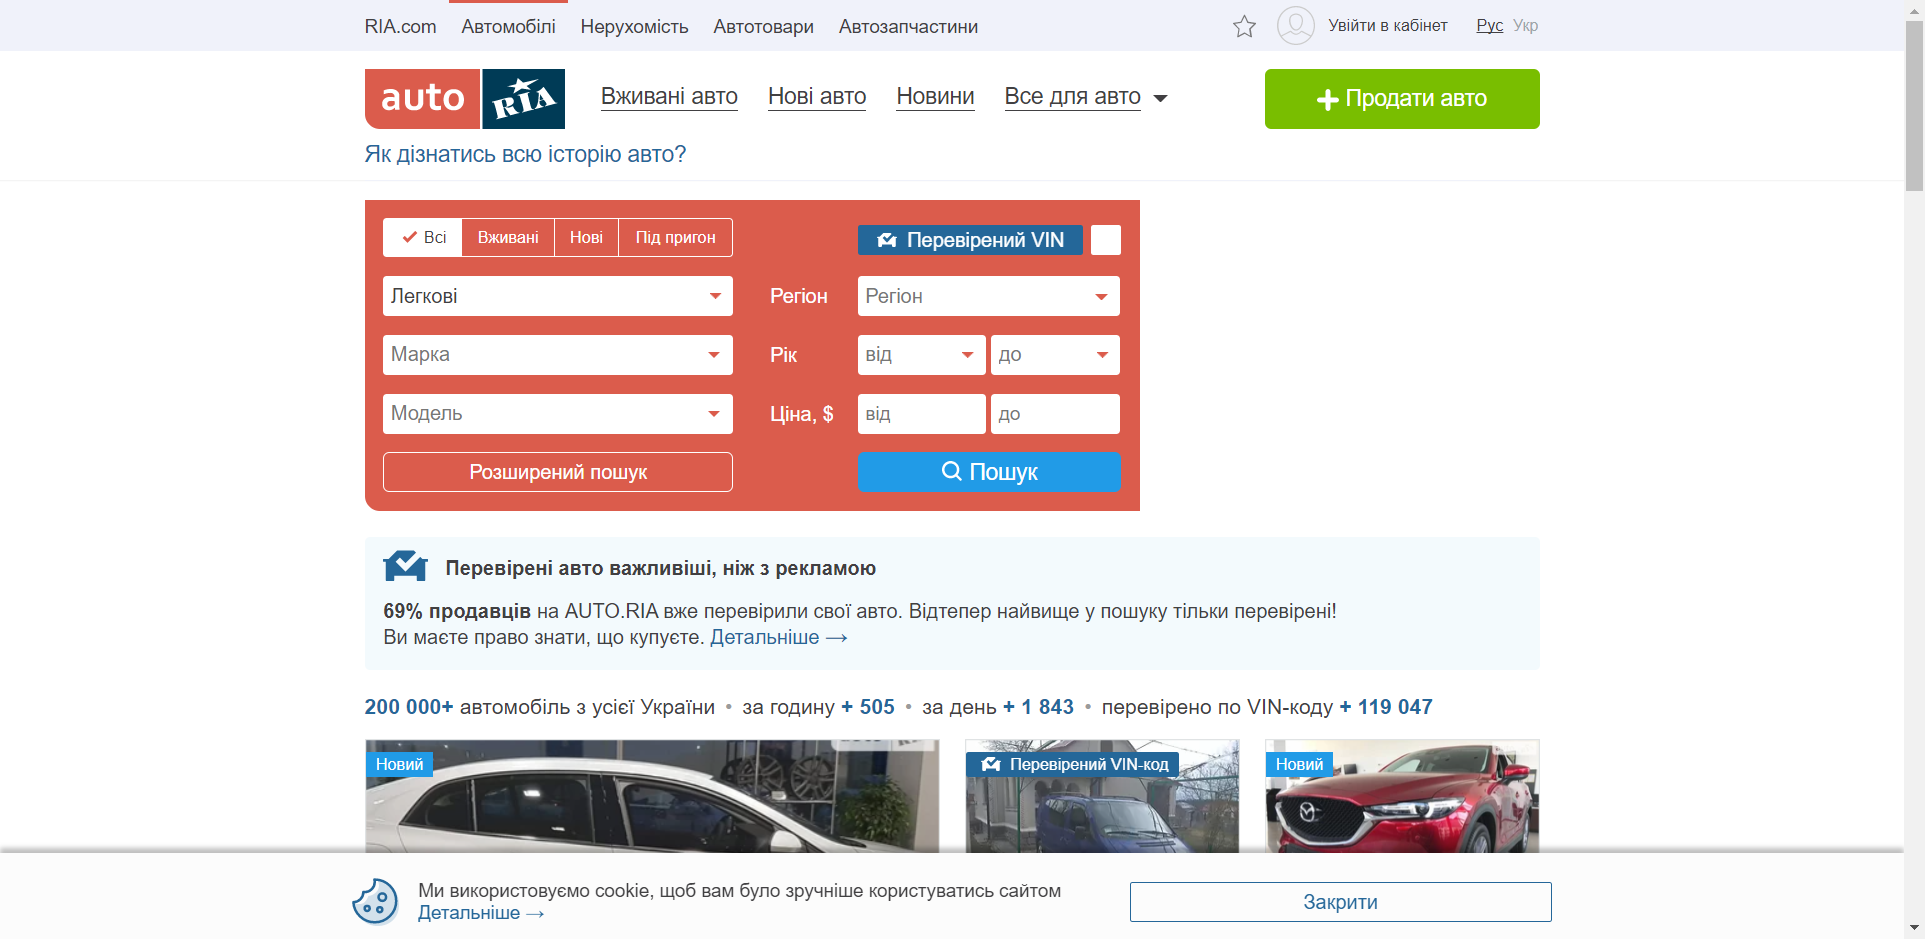 RIA.com Автомобілі Нерухомість Автотовари Автозапчастини Увійти в кабінет Рус Укр
auto RIA Вживані авто Нові авто Новини Все для авто Продати авто
Як дізнатись всю історію авто?
Всі Вживані Нові Під пригон Перевірений VIN
Легкові Регіон Регіон
Марка Рік від до
Модель Ціна, $ від до
Розширений пошук Пошук
Перевірені авто важливіші, ніж з рекламою
69% продавців на AUTO.RIA вже перевірили свої авто. Відтепер найвище у пошуку тільки перевірені!
Ви маєте право знати, що купуєте. Детальніше →
200 000+ автомобіль з усієї України • за годину + 505 • за день + 1 843 • перевірено по VIN-коду + 119 047
Новий Перевірений VIN-код Новий
Ми використовуємо cookie, щоб вам було зручніше користуватись сайтом
Детальніше →
Закрити